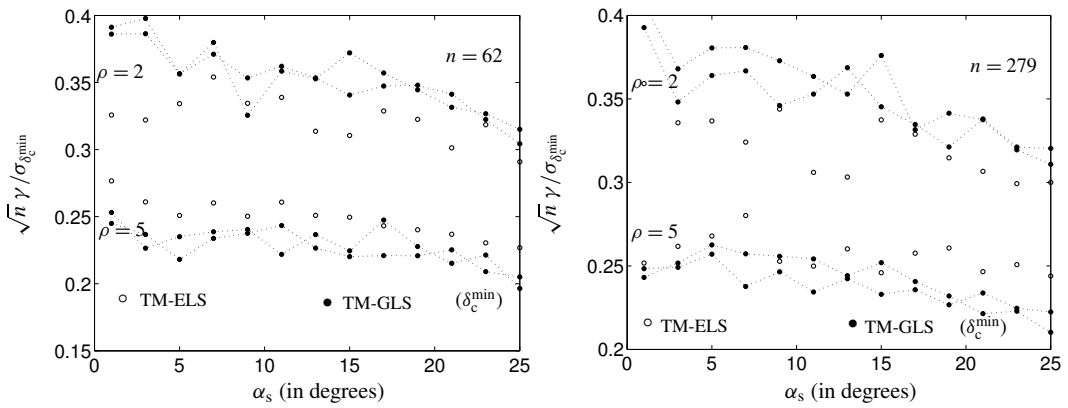 0.4
0.35
0.3
0.25
0.2
0.15
√n γ/σ_{δ_c^min}
ρ = 2
n = 62
ρ = 5
TM-ELS
TM-GLS
(δ_c^min)
0 5 10 15 20 25
α_s (in degrees)
0.4
0.35
0.3
0.25
0.2
√n γ/σ_{δ_c^min}
ρ = 2
n = 279
ρ = 5
TM-ELS
TM-GLS
(δ_c^min)
0 5 10 15 20 25
α_s (in degrees)